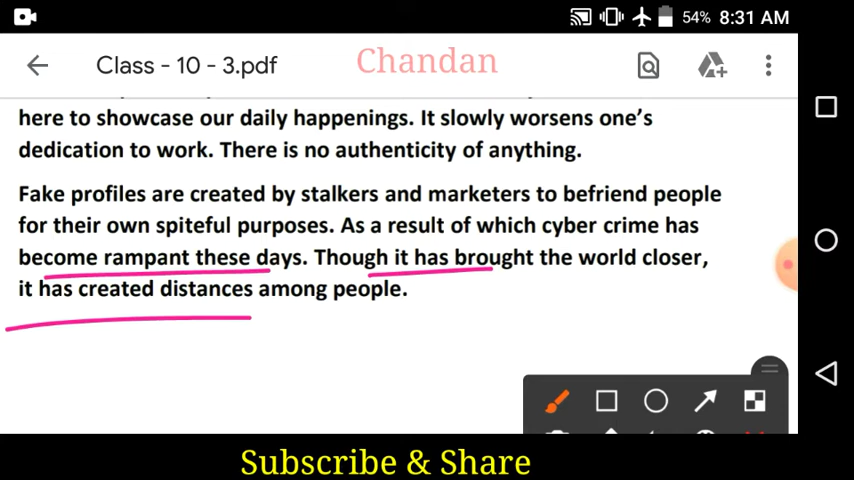 54% 8:31 AM
Class - 10 - 3.pdf
Chandan
here to showcase our daily happenings. It slowly worsens one's
dedication to work. There is no authenticity of anything.
Fake profiles are created by stalkers and marketers to befriend people
for their own spiteful purposes. As a result of which cyber crime has
become rampant these days. Though it has brought the world closer,
it has created distances among people.
Subscribe & Share